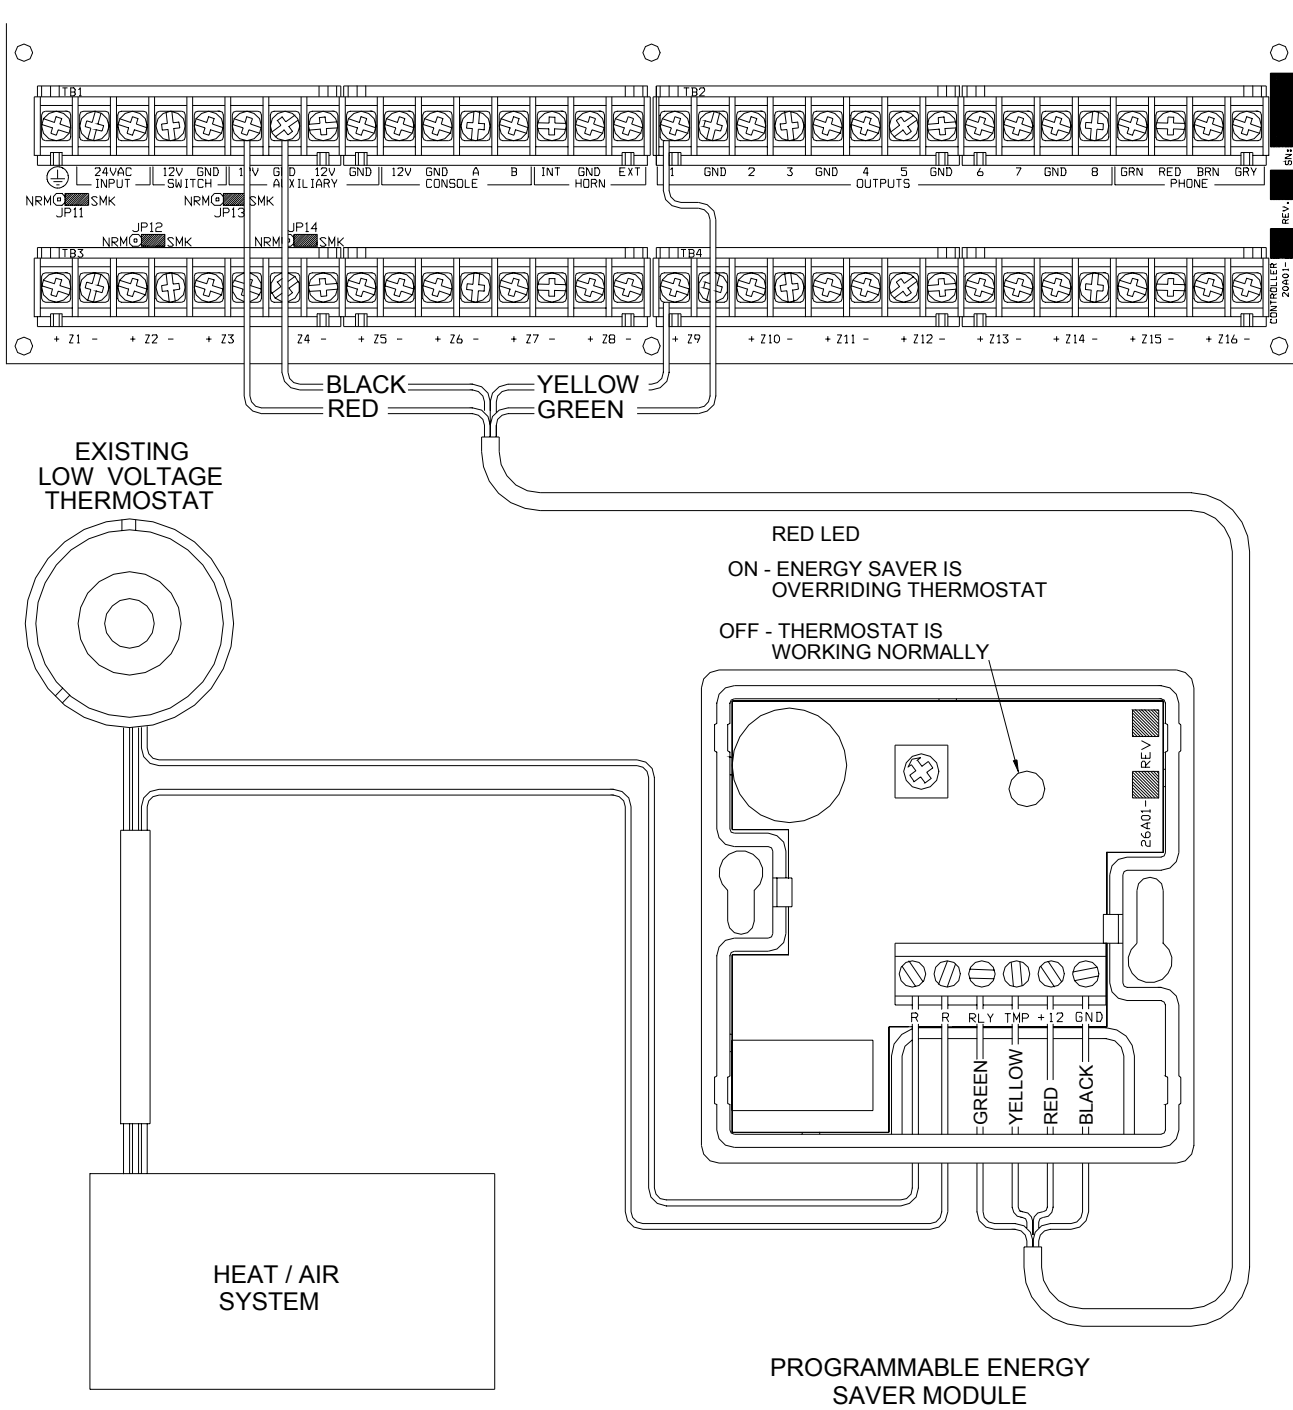 TB1
TB2
24VAC 12V GND 12V GND 12V GND 12V GND A B INT GND EXT 1 GND 2 3 GND 4 5 GND 6 7 GND 8 GRN RED BRN GRY
INPUT SWITCH AUXILIARY CONSOLE HORN OUTPUTS PHONE
SN:
REV.
20A01-
CONTROLLER
NRM SMK
JP11
NRM SMK
JP13
JP12
NRM SMK
JP14
NRM SMK
TB3
TB4
+ Z1 - + Z2 - + Z3 Z4 - + Z5 - + Z6 - + Z7 - + Z8 - + Z9 + Z10 - + Z11 - + Z12 - + Z13 - + Z14 - + Z15 - + Z16 -
BLACK YELLOW
RED GREEN
EXISTING
LOW VOLTAGE
THERMOSTAT
RED LED
ON - ENERGY SAVER IS
OVERRIDING THERMOSTAT
OFF - THERMOSTAT IS
WORKING NORMALLY
REV
26A01-
R R RLY TMP +12 GND
GREEN
YELLOW
RED
BLACK
HEAT / AIR
SYSTEM
PROGRAMMABLE ENERGY
SAVER MODULE